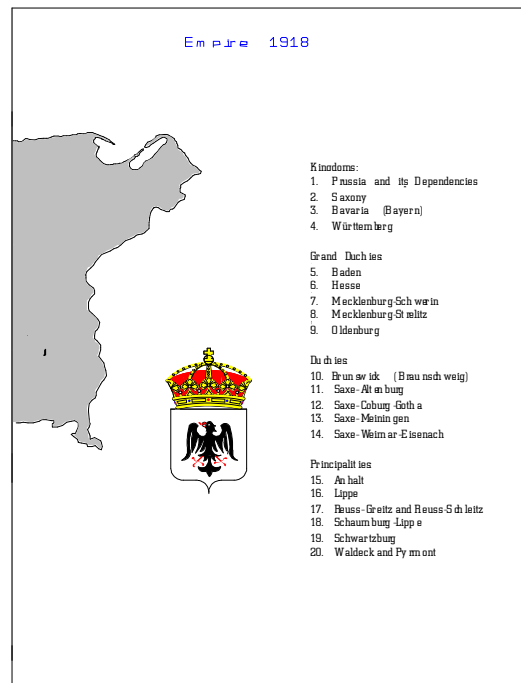 Empire 1918
Kinodoms:
1. Prussia and its Dependencies
2. Saxony
3. Bavaria (Bayern)
4. Württemberg
Grand Duchies
5. Baden
6. Hesse
7. Mecklenburg-Schwerin
8. Mecklenburg-Strelitz
9. Oldenburg
Duchies
10. Brunswick (Braunschweig)
11. Saxe-Altenburg
12. Saxe-Coburg-Gotha
13. Saxe-Meiningen
14. Saxe-Weimar-Eisenach
Principalities
15. Anhalt
16. Lippe
17. Reuss-Greitz and Reuss-Schleitz
18. Schaumburg-Lippe
19. Schwartzburg
20. Waldeck and Pyrmont